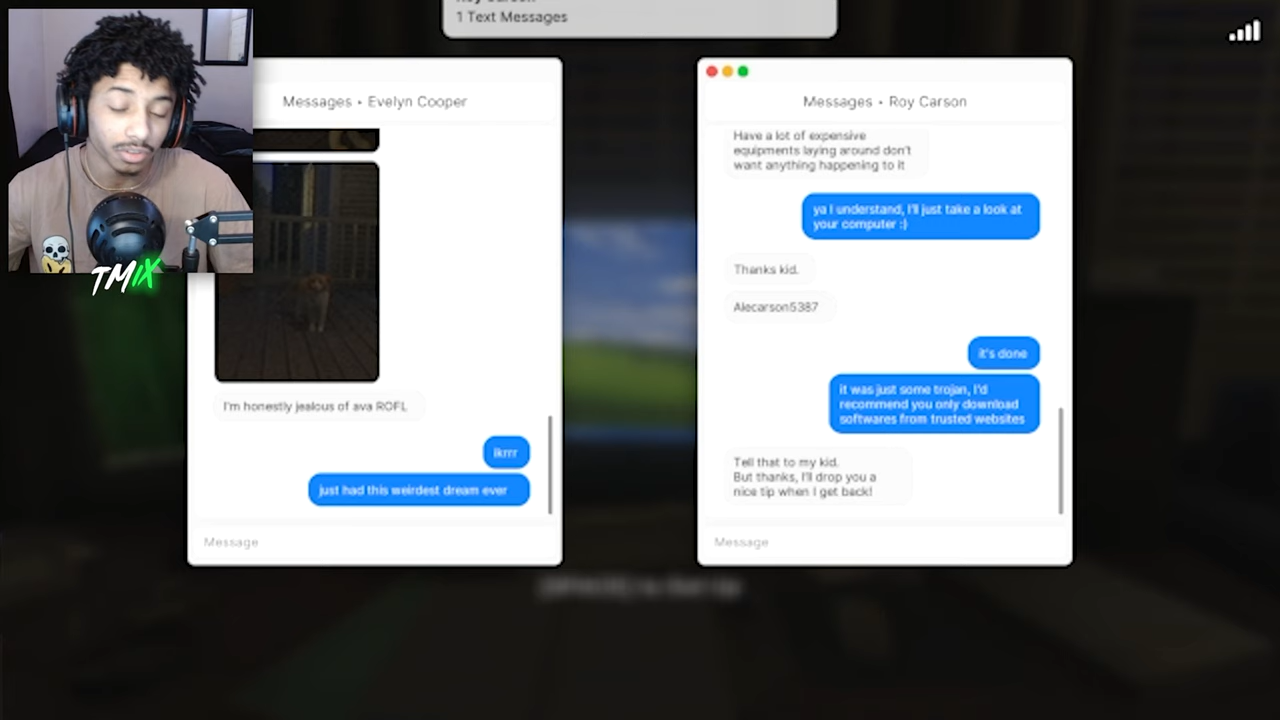 1 Text Messages
Messages • Evelyn Cooper
I'm honestly jealous of ava ROFL
ikrrr
just had this weirdest dream ever
Message
Messages • Roy Carson
Have a lot of expensive
equipments laying around don't
want anything happening to it
ya I understand, I'll just take a look at
your computer :)
Thanks kid.
Alecarson5387
it's done
it was just some trojan, I'd
recommend you only download
softwares from trusted websites
Tell that to my kid.
But thanks, I'll drop you a
nice tip when I get back!
Message
TMIX